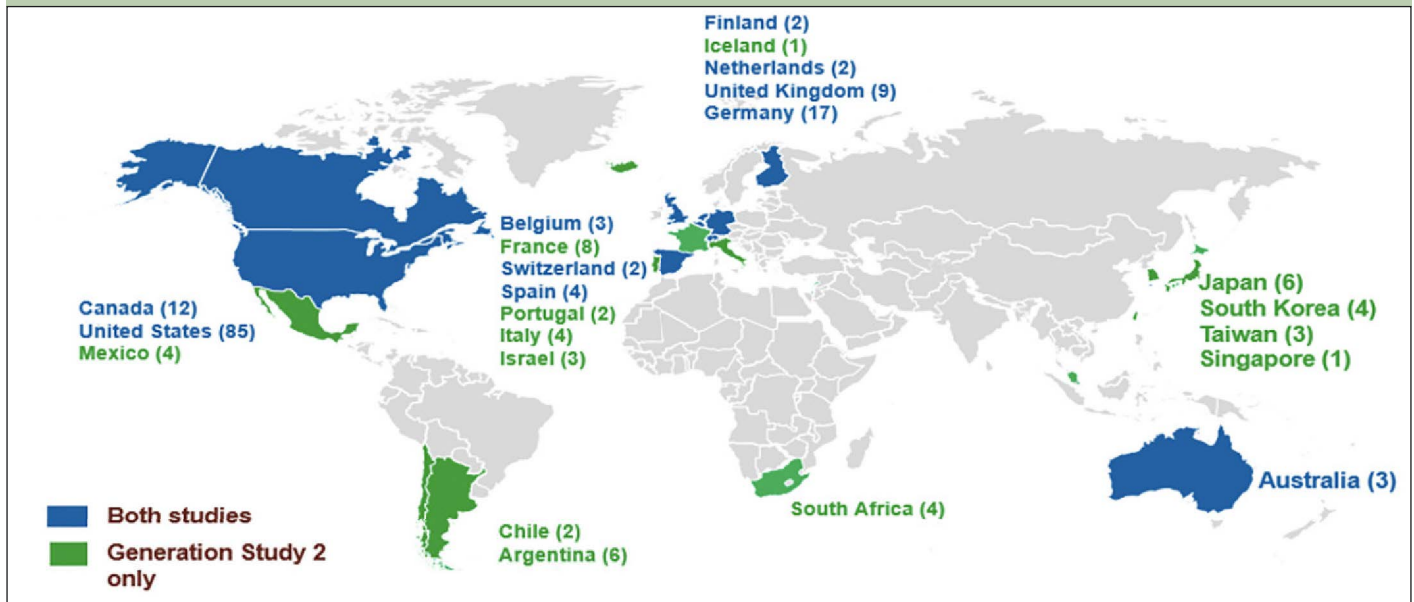 Finland (2)
Iceland (1)
Netherlands (2)
United Kingdom (9)
Germany (17)
Belgium (3)
France (8)
Switzerland (2)
Spain (4)
Portugal (2)
Italy (4)
Israel (3)
Canada (12)
United States (85)
Mexico (4)
Japan (6)
South Korea (4)
Taiwan (3)
Singapore (1)
Australia (3)
South Africa (4)
Chile (2)
Argentina (6)
Both studies
Generation Study 2
only